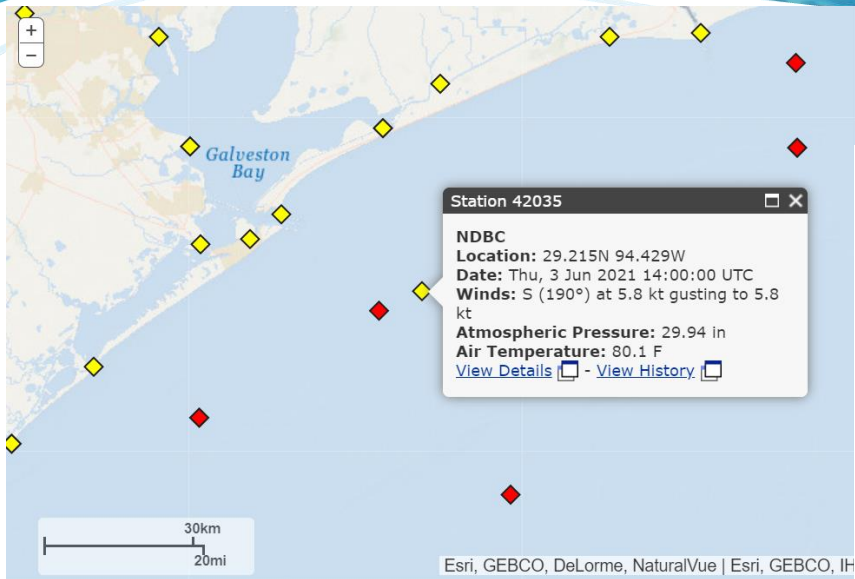 +
−
Galveston
Bay
Station 42035
NDBC
Location: 29.215N 94.429W
Date: Thu, 3 Jun 2021 14:00:00 UTC
Winds: S (190°) at 5.8 kt gusting to 5.8
kt
Atmospheric Pressure: 29.94 in
Air Temperature: 80.1 F
View Details - View History
30km
20mi
Esri, GEBCO, DeLorme, NaturalVue | Esri, GEBCO, IH